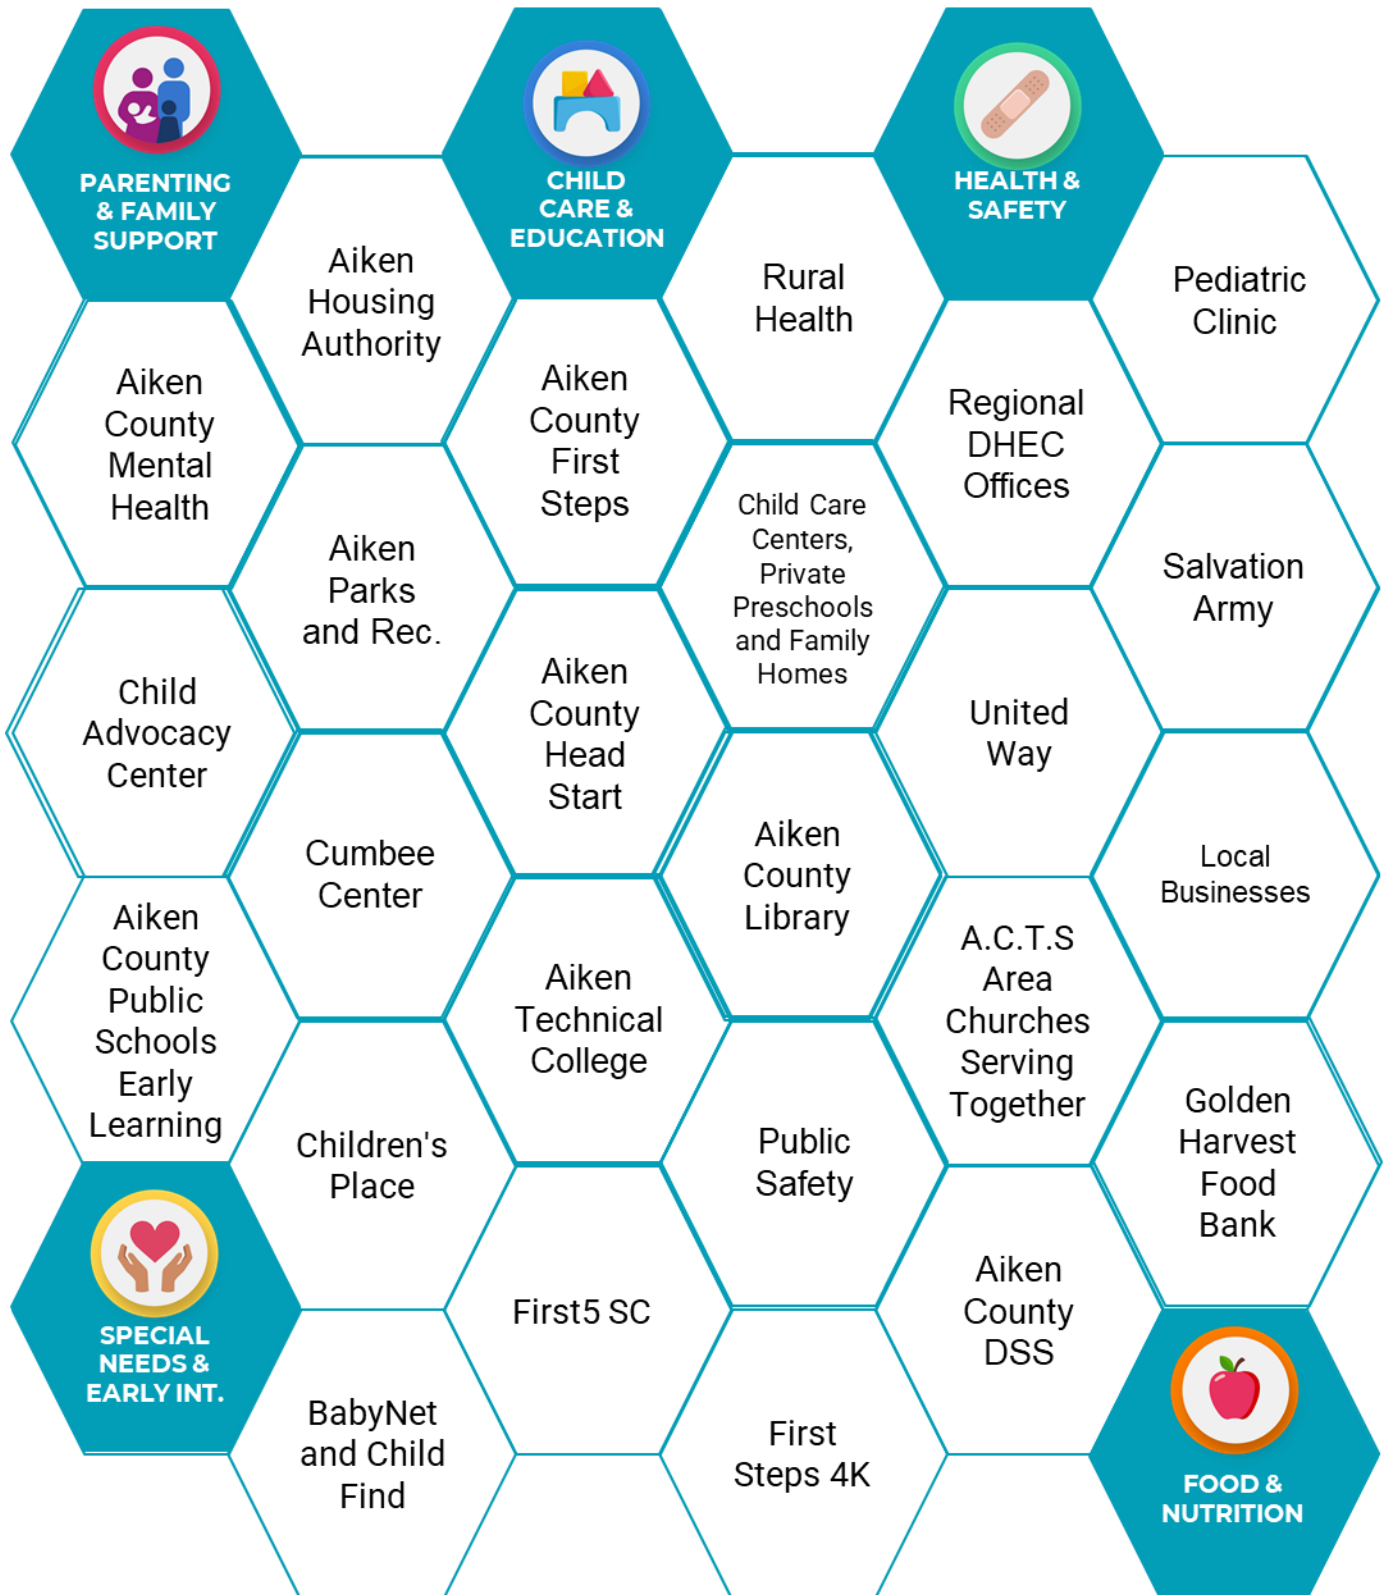 PARENTING
& FAMILY
SUPPORT
CHILD
CARE &
EDUCATION
HEALTH &
SAFETY
Aiken
Housing
Authority
Rural
Health
Pediatric
Clinic
Aiken
County
Mental
Health
Aiken
County
First
Steps
Regional
DHEC
Offices
Aiken
Parks
and Rec.
Child Care
Centers,
Private
Preschools
and Family
Homes
Salvation
Army
Child
Advocacy
Center
Aiken
County
Head
Start
United
Way
Cumbee
Center
Aiken
County
Library
Local
Businesses
Aiken
County
Public
Schools
Early
Learning
Aiken
Technical
College
A.C.T.S
Area
Churches
Serving
Together
Children's
Place
Public
Safety
Golden
Harvest
Food
Bank
SPECIAL
NEEDS &
EARLY INT.
First5 SC
Aiken
County
DSS
BabyNet
and Child
Find
First
Steps 4K
FOOD &
NUTRITION